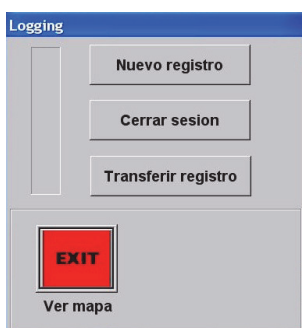 Logging
Nuevo registro
Cerrar sesion
Transferir registro
EXIT
Ver mapa